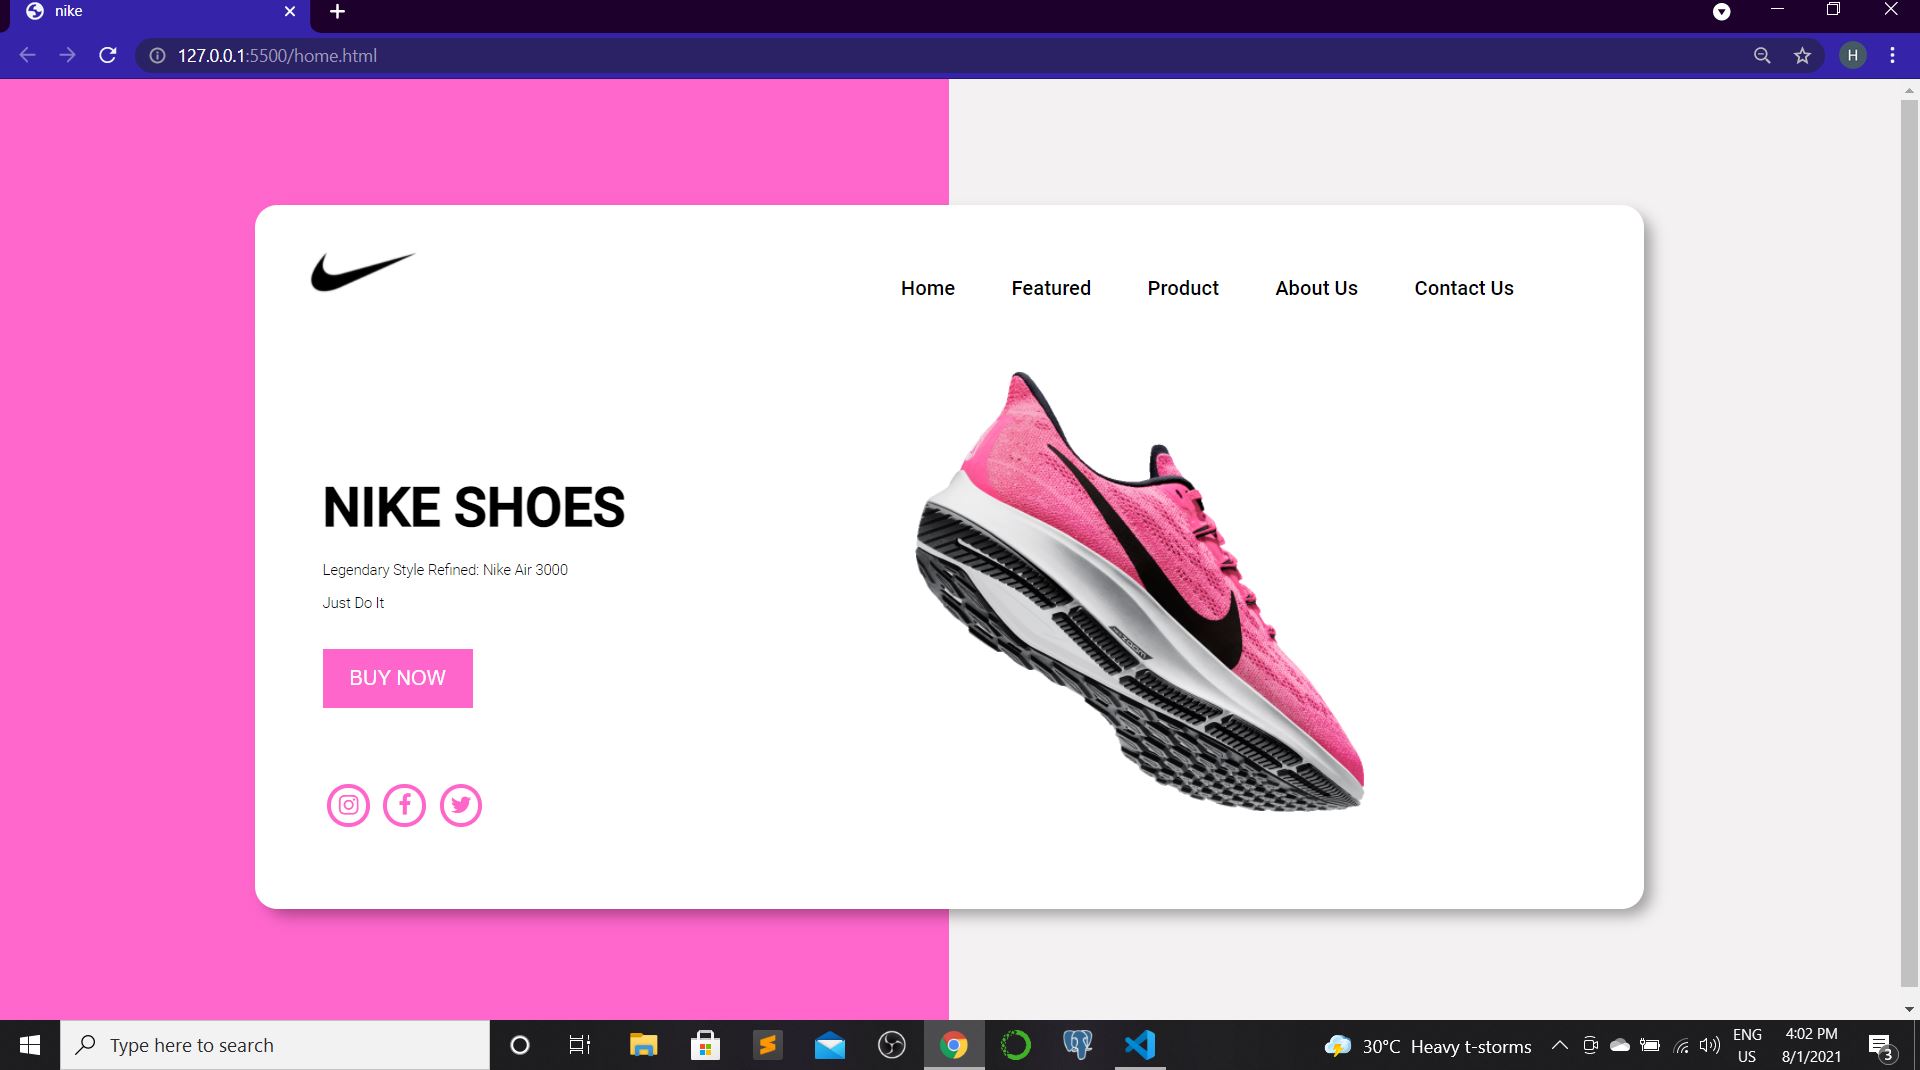 nike
127.0.0.1:5500/home.html
H
Home Featured Product About Us Contact Us
NIKE SHOES
Legendary Style Refined: Nike Air 3000
Just Do It
BUY NOW
Type here to search
30°C Heavy t-storms
ENG
US
4:02 PM
8/1/2021
3